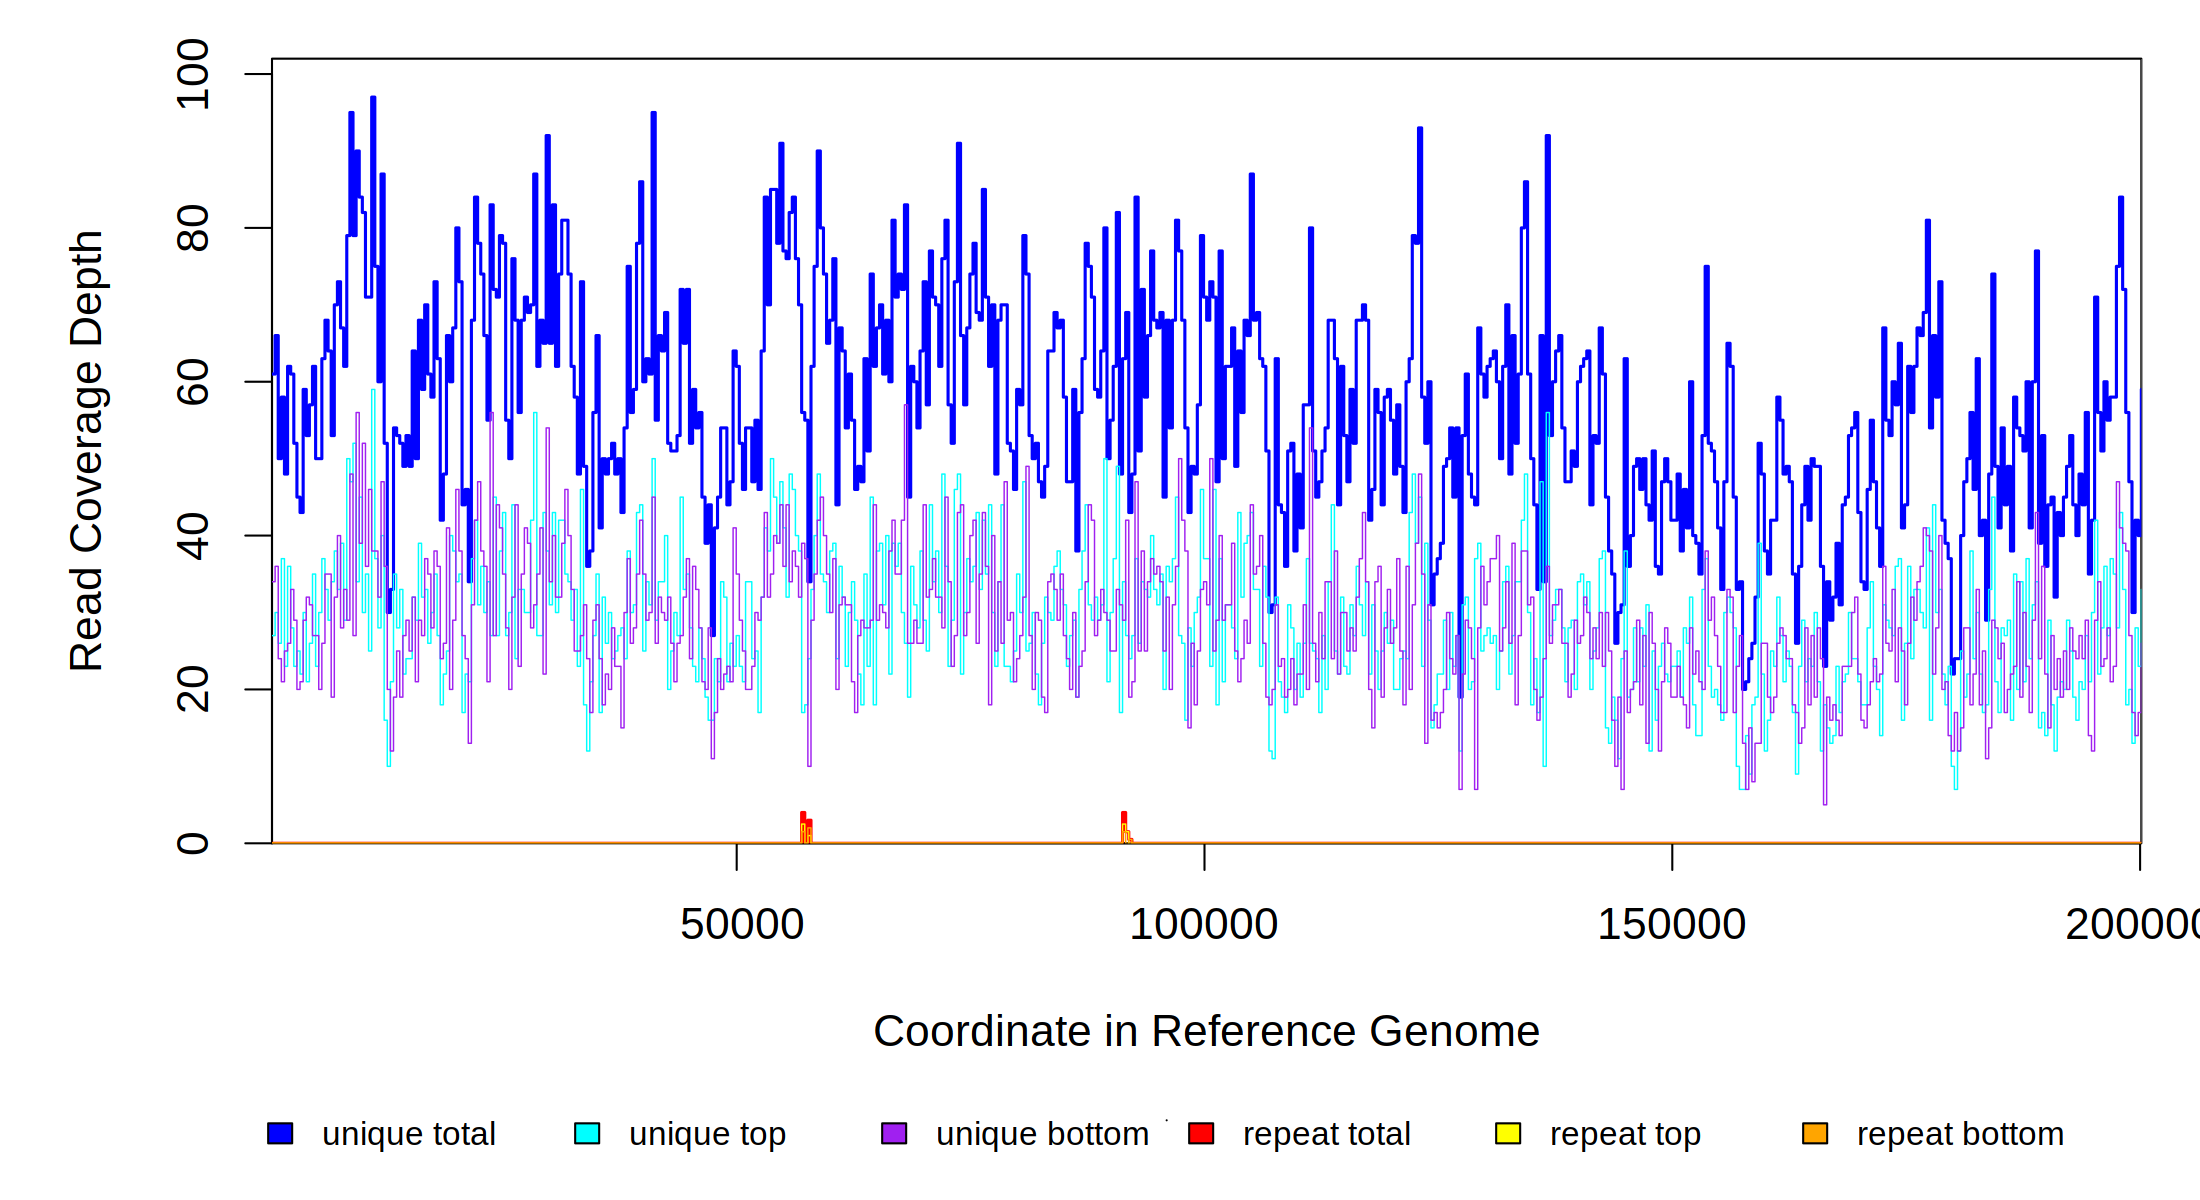 100
80
60
40
20
0
Read Coverage Depth
50000 100000 150000 200000
Coordinate in Reference Genome
unique total unique top unique bottom repeat total repeat top repeat bottom